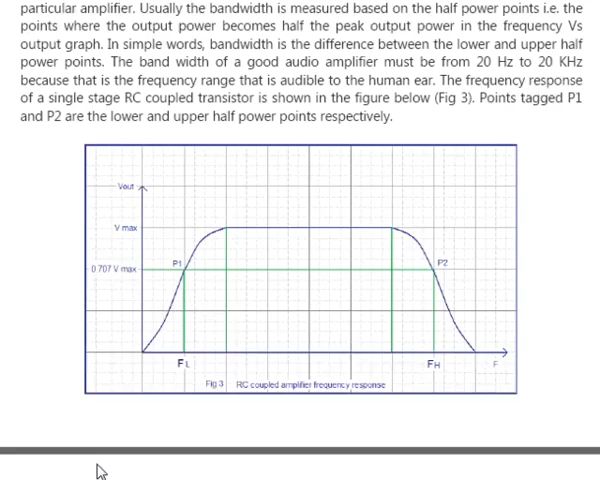 particular amplifier. Usually the bandwidth is measured based on the half power points i.e. the
points where the output power becomes half the peak output power in the frequency Vs
output graph. In simple words, bandwidth is the difference between the lower and upper half
power points. The band width of a good audio amplifier must be from 20 Hz to 20 KHz
because that is the frequency range that is audible to the human ear. The frequency response
of a single stage RC coupled transistor is shown in the figure below (Fig 3). Points tagged P1
and P2 are the lower and upper half power points respectively.
Vout
V max
P1
P2
0.707 V max
FL
FH
F
Fig 3 RC coupled amplifier frequency response